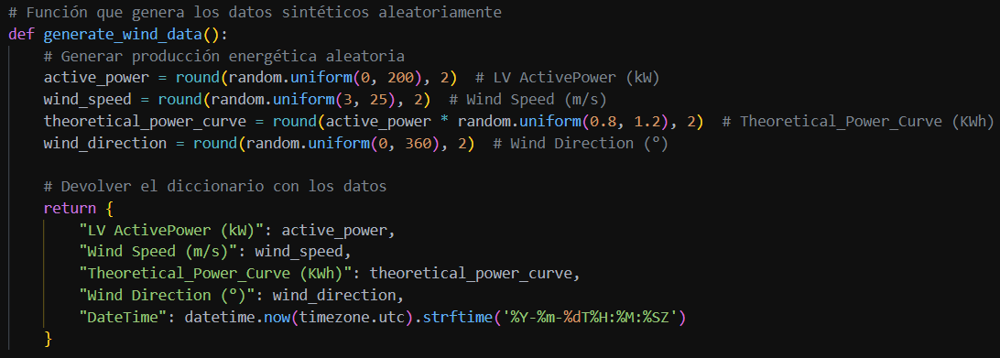 # Función que genera los datos sintéticos aleatoriamente
def generate_wind_data():
    # Generar producción energética aleatoria
    active_power = round(random.uniform(0, 200), 2)  # LV ActivePower (kW)
    wind_speed = round(random.uniform(3, 25), 2)  # Wind Speed (m/s)
    theoretical_power_curve = round(active_power * random.uniform(0.8, 1.2), 2)  # Theoretical_Power_Curve (KWh)
    wind_direction = round(random.uniform(0, 360), 2)  # Wind Direction (°)

    # Devolver el diccionario con los datos
    return {
        "LV ActivePower (kW)": active_power,
        "Wind Speed (m/s)": wind_speed,
        "Theoretical_Power_Curve (KWh)": theoretical_power_curve,
        "Wind Direction (°)": wind_direction,
        "DateTime": datetime.now(timezone.utc).strftime('%Y-%m-%dT%H:%M:%SZ')
    }